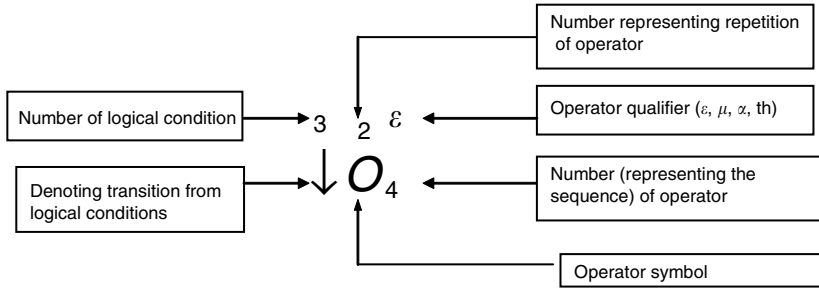 Number representing repetition
of operator
Number of logical condition
3 2 ε
Operator qualifier (ε, μ, α, th)
Denoting transition from
logical conditions
↓ O4
Number (representing the
sequence) of operator
Operator symbol